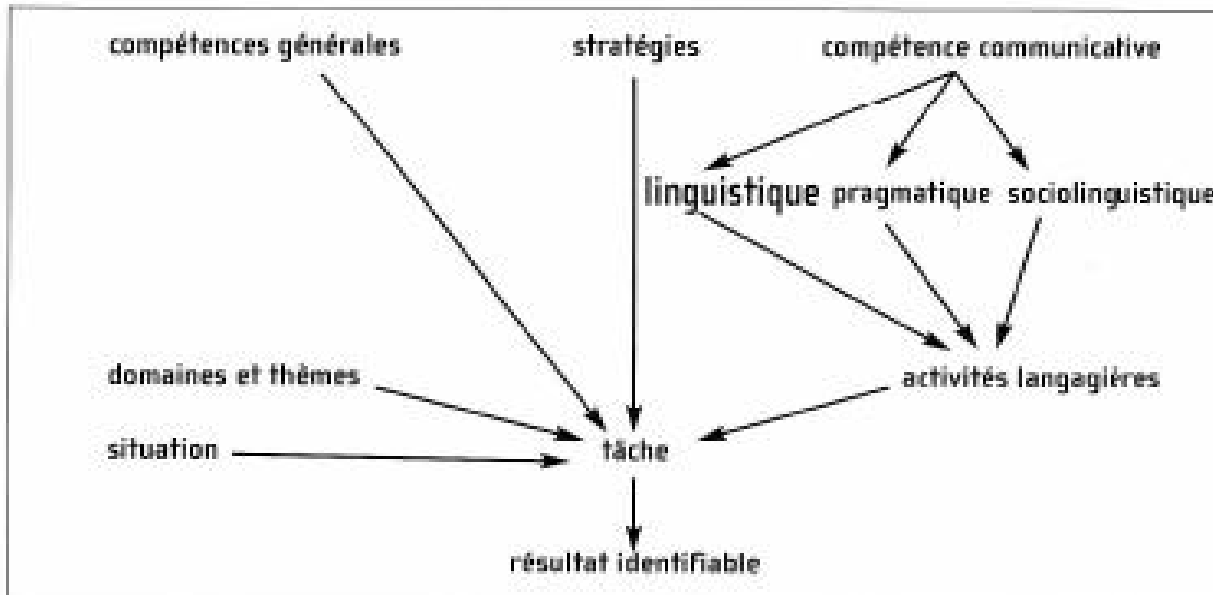 compétences générales
stratégies
compétence communicative
linguistique pragmatique sociolinguistique
domaines et thèmes
activités langagières
situation
tâche
résultat identifiable